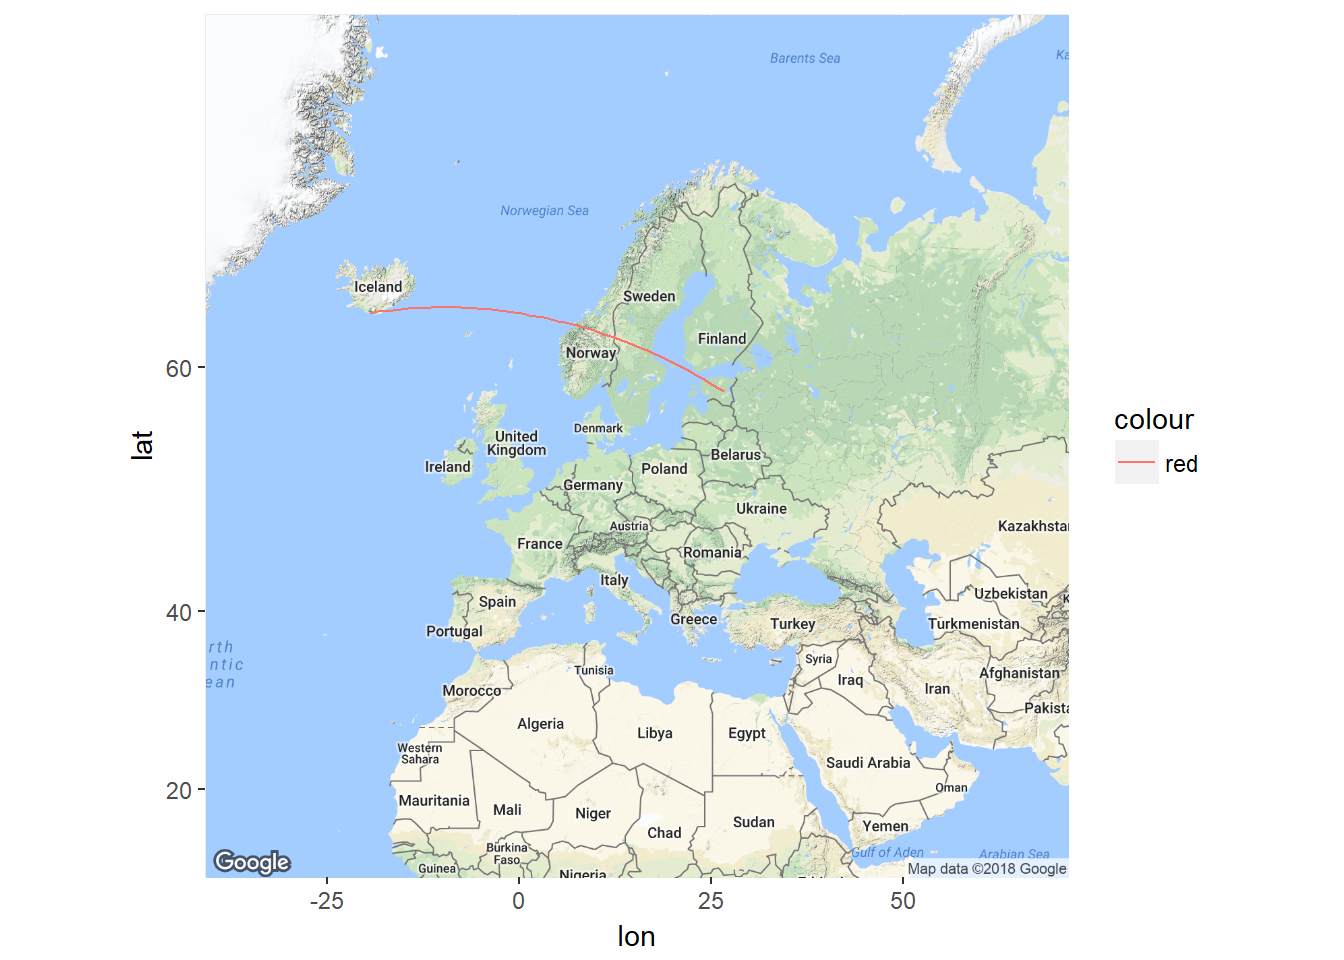 Barents Sea
Ka
Norwegian Sea
Iceland
Sweden
Finland
Norway
60
lat
colour
red
Denmark
United
Kingdom
Ireland
Belarus
Poland
Germany
Ukraine
Austria
Kazakhstan
France
Romania
Italy
Uzbekistan
K
Spain
40
Greece
Turkey
Turkmenistan
Portugal
rth
ntic
ean
Syria
Tunisia
Afghanistan
Iraq
Iran
Morocco
Pakista
Algeria
Libya
Egypt
Western
Sahara
Saudi Arabia
20
Oman
Mauritania
Mali
Niger
Sudan
Yemen
Chad
Burkina
Faso
Gulf of Aden
Arabian Sea
Google
Guinea
Nigeria
Map data ©2018 Google
-25
0
25
50
lon